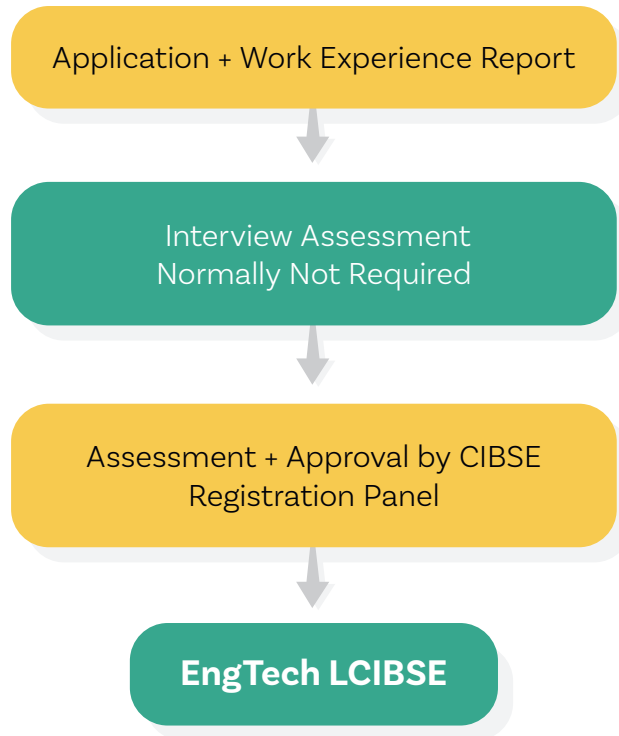 Application + Work Experience Report
Interview Assessment
Normally Not Required
Assessment + Approval by CIBSE
Registration Panel
EngTech LCIBSE